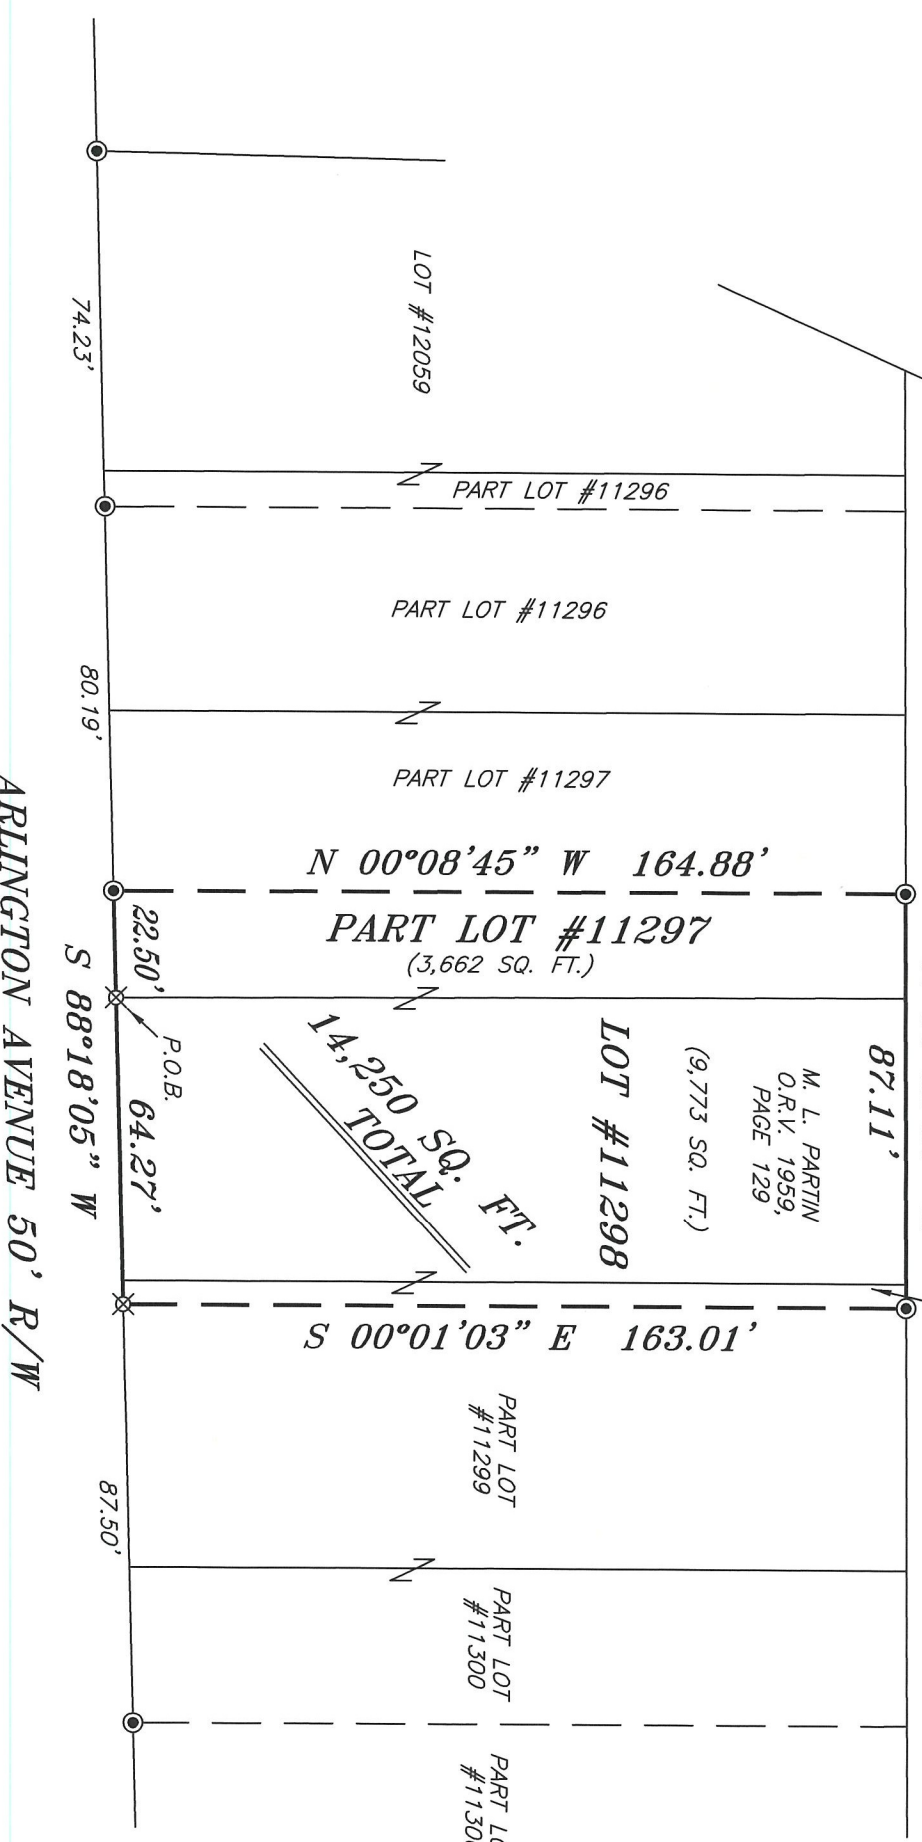 LOT #12059
74.23'
PART LOT #11296
PART LOT #11296
80.19'
PART LOT #11297
N 00°08'45” W 164.88'
PART LOT #11297
(3,662 SQ. FT.)
22.50'
P.O.B.
64.27'
S 88°18'05” W
ARLINGTON AVENUE 50' R/W
87.11'
M. L. PARTIN
O.R.V. 1959,
PAGE 129
(9,773 SQ. FT.)
LOT #11298
14,250 SQ. FT.
TOTAL
S 00°01'03” E 163.01'
PART LOT
#11299
87.50'
PART LOT
#11300
PART